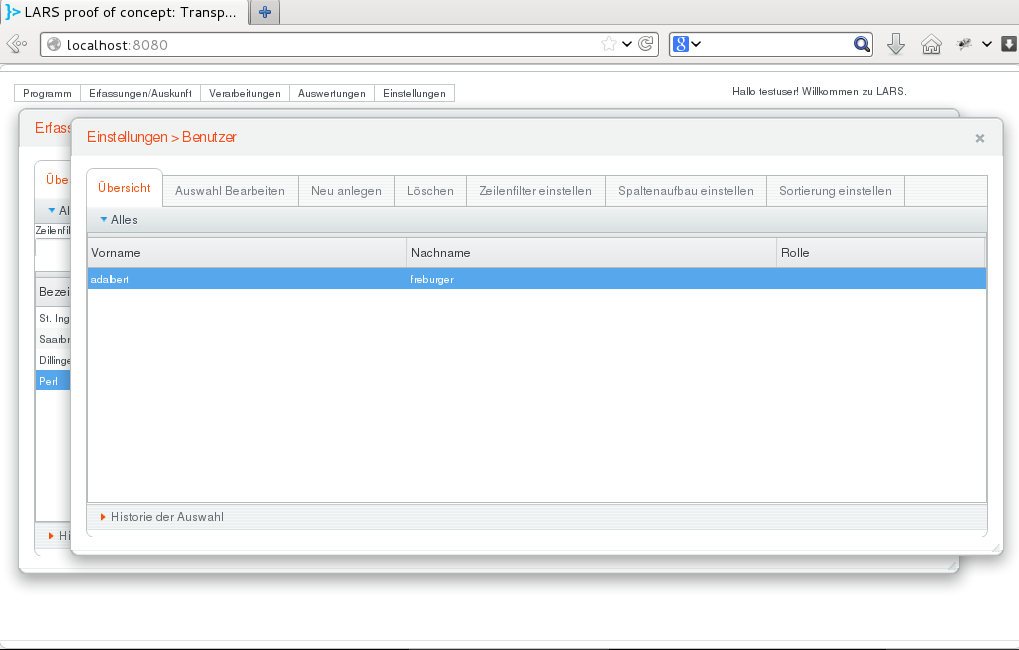 LARS proof of concept: Transp...
localhost:8080
8
Programm Erfassungen/Auskunft Verarbeitungen Auswertungen Einstellungen
Hallo testuser! Willkommen zu LARS.
Erfass
Einstellungen > Benutzer
Übe
Übersicht Auswahl Bearbeiten Neu anlegen Löschen Zeilenfilter einstellen Spaltenaufbau einstellen Sortierung einstellen
Al
Alles
Zeilenfil
Vorname Nachname Rolle
adalbert freburger
Bezei
St. Ing
Saarbr
Dillinge
Perl
Historie der Auswahl
Hi